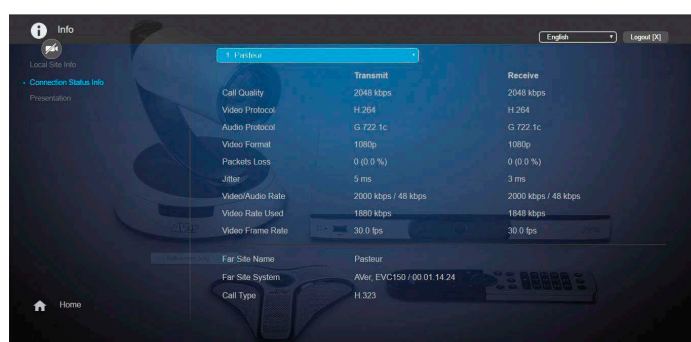 Info
English
Logout [X]
Local Site Info
Connection Status Info
Presentation
1. Pasteur
Transmit Receive
Call Quality 2048 kbps 2048 kbps
Video Protocol H.264 H.264
Audio Protocol G.722.1c G.722.1c
Video Format 1080p 1080p
Packets Loss 0 (0.0 %) 0 (0.0 %)
Jitter 5 ms 3 ms
Video/Audio Rate 2000 kbps / 48 kbps 2000 kbps / 48 kbps
Video Rate Used 1880 kbps 1848 kbps
Video Frame Rate 30.0 fps 30.0 fps
Far Site Name Pasteur
Far Site System AVer, EVC150 / 00.01.14.24
Call Type H.323
Home
AVer